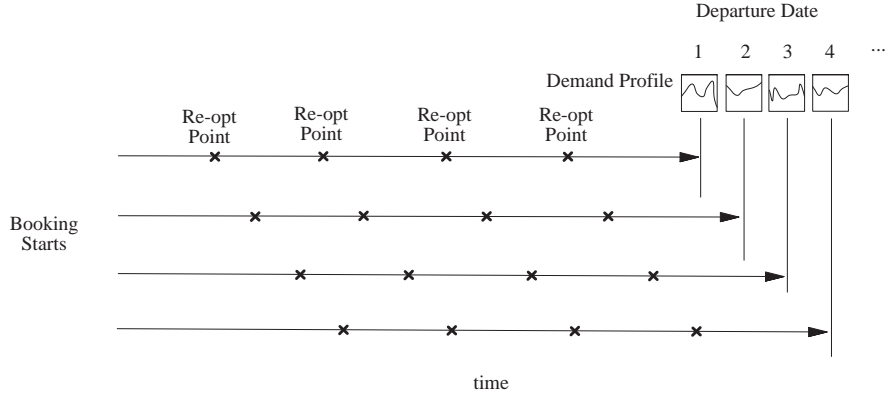 Departure Date
1 2 3 4 ...
Demand Profile
Re-opt Point
Re-opt Point
Re-opt Point
Re-opt Point
Booking
Starts
time